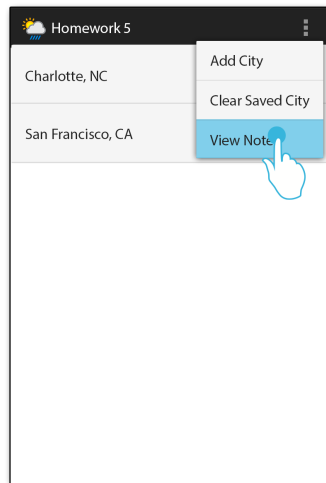 Homework 5
Add City
Charlotte, NC
Clear Saved City
San Francisco, CA
View Note